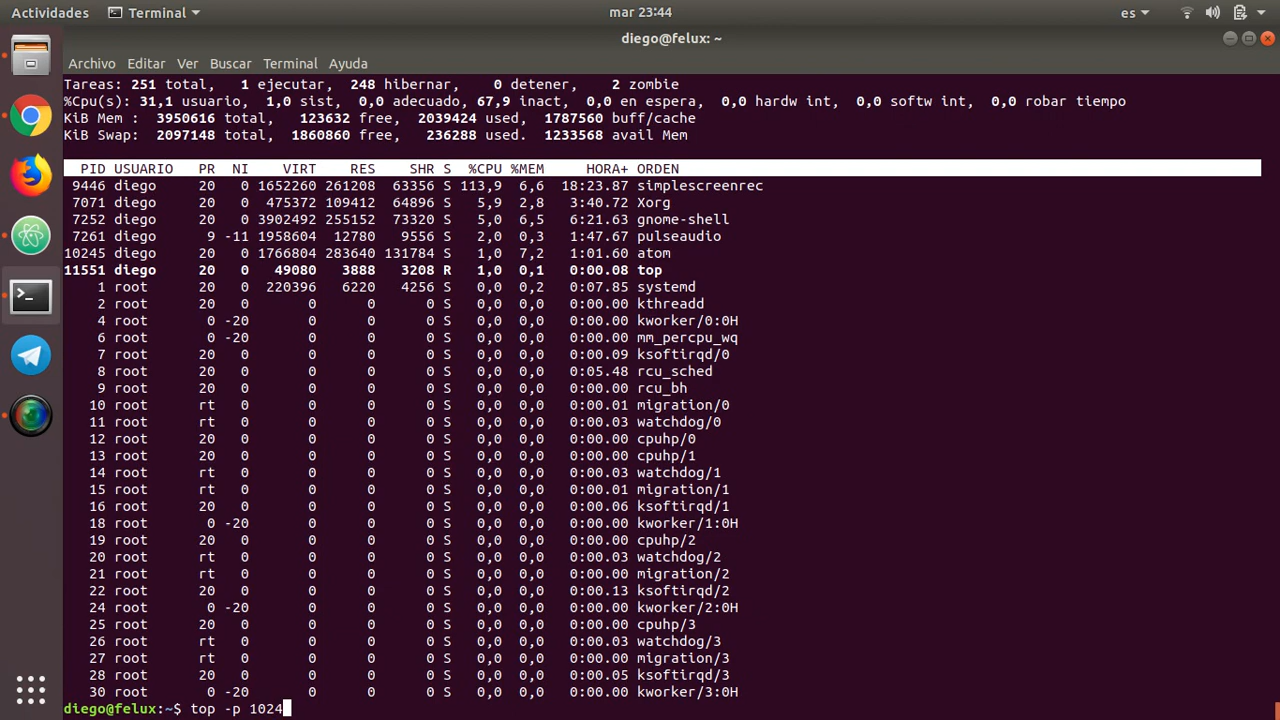 Actividades Terminal mar 23:44 es
diego@felux: ~
Archivo Editar Ver Buscar Terminal Ayuda
Tareas: 251 total, 1 ejecutar, 248 hibernar, 0 detener, 2 zombie
%Cpu(s): 31,1 usuario, 1,0 sist, 0,0 adecuado, 67,9 inact, 0,0 en espera, 0,0 hardw int, 0,0 softw int, 0,0 robar tiempo
KiB Mem : 3950616 total, 123632 free, 2039424 used, 1787560 buff/cache
KiB Swap: 2097148 total, 1860860 free, 236288 used. 1233568 avail Mem
PID USUARIO PR NI VIRT RES SHR S %CPU %MEM HORA+ ORDEN
9446 diego 20 0 1652260 261208 63356 S 113,9 6,6 18:23.87 simplescreenrec
7071 diego 20 0 475372 109412 64896 S 5,9 2,8 3:40.72 Xorg
7252 diego 20 0 3902492 255152 73320 S 5,0 6,5 6:21.63 gnome-shell
7261 diego 9 -11 1958604 12780 9556 S 2,0 0,3 1:47.67 pulseaudio
10245 diego 20 0 1766804 283640 131784 S 1,0 7,2 1:01.60 atom
11551 diego 20 0 49080 3888 3208 R 1,0 0,1 0:00.08 top
1 root 20 0 220396 6220 4256 S 0,0 0,2 0:07.85 systemd
2 root 20 0 0 0 0 S 0,0 0,0 0:00.00 kthreadd
4 root 0 -20 0 0 0 S 0,0 0,0 0:00.00 kworker/0:0H
6 root 0 -20 0 0 0 S 0,0 0,0 0:00.00 mm_percpu_wq
7 root 20 0 0 0 0 S 0,0 0,0 0:00.09 ksoftirqd/0
8 root 20 0 0 0 0 S 0,0 0,0 0:05.48 rcu_sched
9 root 20 0 0 0 0 S 0,0 0,0 0:00.00 rcu_bh
10 root rt 0 0 0 0 S 0,0 0,0 0:00.01 migration/0
11 root rt 0 0 0 0 S 0,0 0,0 0:00.03 watchdog/0
12 root 20 0 0 0 0 S 0,0 0,0 0:00.00 cpuhp/0
13 root 20 0 0 0 0 S 0,0 0,0 0:00.00 cpuhp/1
14 root rt 0 0 0 0 S 0,0 0,0 0:00.03 watchdog/1
15 root rt 0 0 0 0 S 0,0 0,0 0:00.01 migration/1
16 root 20 0 0 0 0 S 0,0 0,0 0:00.06 ksoftirqd/1
18 root 0 -20 0 0 0 S 0,0 0,0 0:00.00 kworker/1:0H
19 root 20 0 0 0 0 S 0,0 0,0 0:00.00 cpuhp/2
20 root rt 0 0 0 0 S 0,0 0,0 0:00.03 watchdog/2
21 root rt 0 0 0 0 S 0,0 0,0 0:00.00 migration/2
22 root 20 0 0 0 0 S 0,0 0,0 0:00.13 ksoftirqd/2
24 root 0 -20 0 0 0 S 0,0 0,0 0:00.00 kworker/2:0H
25 root 20 0 0 0 0 S 0,0 0,0 0:00.00 cpuhp/3
26 root rt 0 0 0 0 S 0,0 0,0 0:00.03 watchdog/3
27 root rt 0 0 0 0 S 0,0 0,0 0:00.00 migration/3
28 root 20 0 0 0 0 S 0,0 0,0 0:00.05 ksoftirqd/3
30 root 0 -20 0 0 0 S 0,0 0,0 0:00.00 kworker/3:0H
diego@felux:~$ top -p 1024